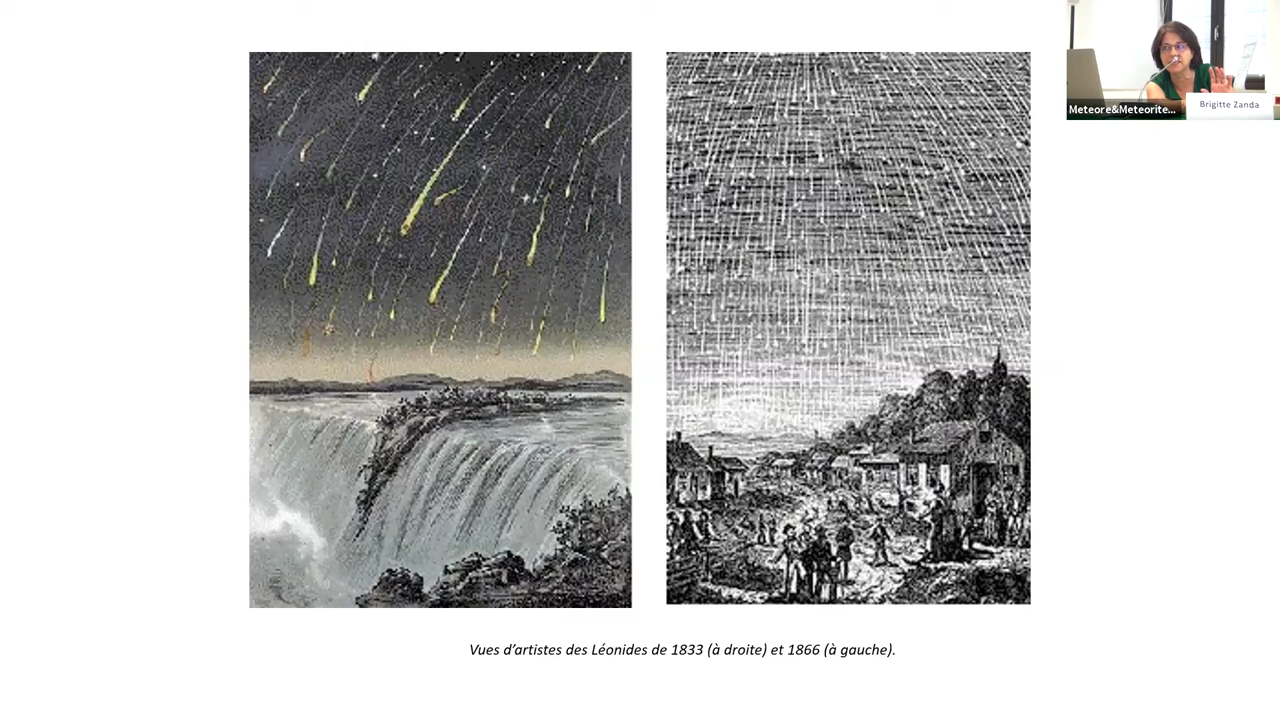 Meteore&Meteorite...
Brigitte Zanda
Vues d’artistes des Léonides de 1833 (à droite) et 1866 (à gauche).